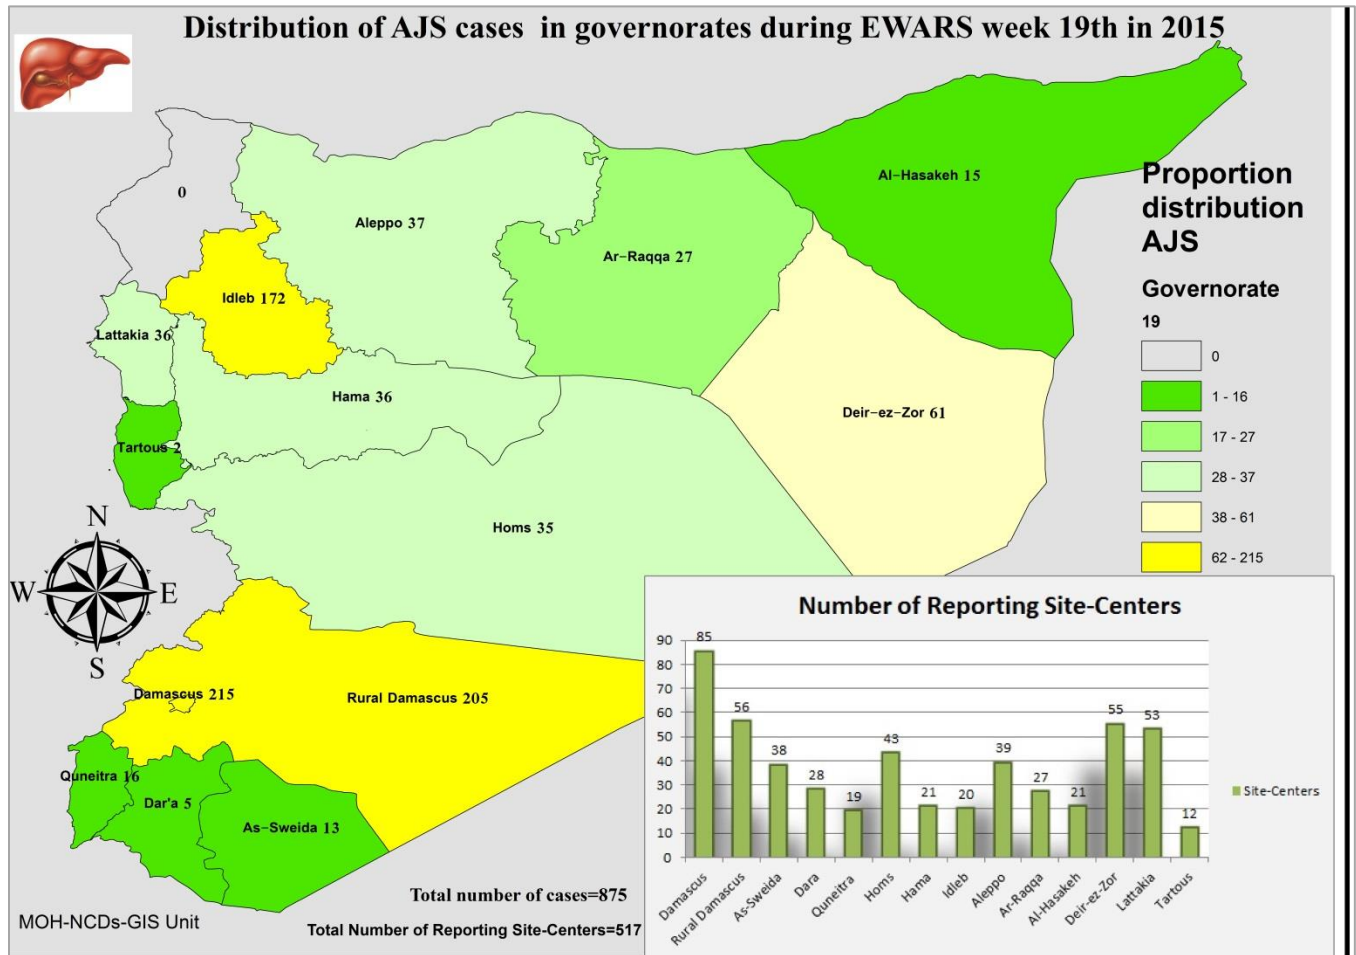 Distribution of AJS cases  in governorates during EWARS week 19th in 2015
0
Aleppo 37
Al-Hasakeh 15
Ar-Raqqa 27
Idleb 172
Lattakia 36
Hama 36
Deir-ez-Zor 61
Tartous 2
Homs 35
Damascus 215
Rural Damascus 205
Quneitra 16
Dar'a 5
As-Sweida 13
N
W
E
S
Proportion
distribution
AJS
Governorate
19
0
1 - 16
17 - 27
28 - 37
38 - 61
62 - 215
Total number of cases=875
MOH-NCDs-GIS Unit
Total Number of Reporting Site-Centers=517
Number of Reporting Site-Centers
90
80
70
60
50
40
30
20
10
0
85
56
38
28
19
43
21
20
39
27
21
55
53
12
Damascus
Rural Damascus
As-Sweida
Dara
Quneitra
Homs
Hama
Idleb
Aleppo
Ar-Raqqa
Al-Hasakeh
Deir-ez-Zor
Lattakia
Tartous
Site-Centers